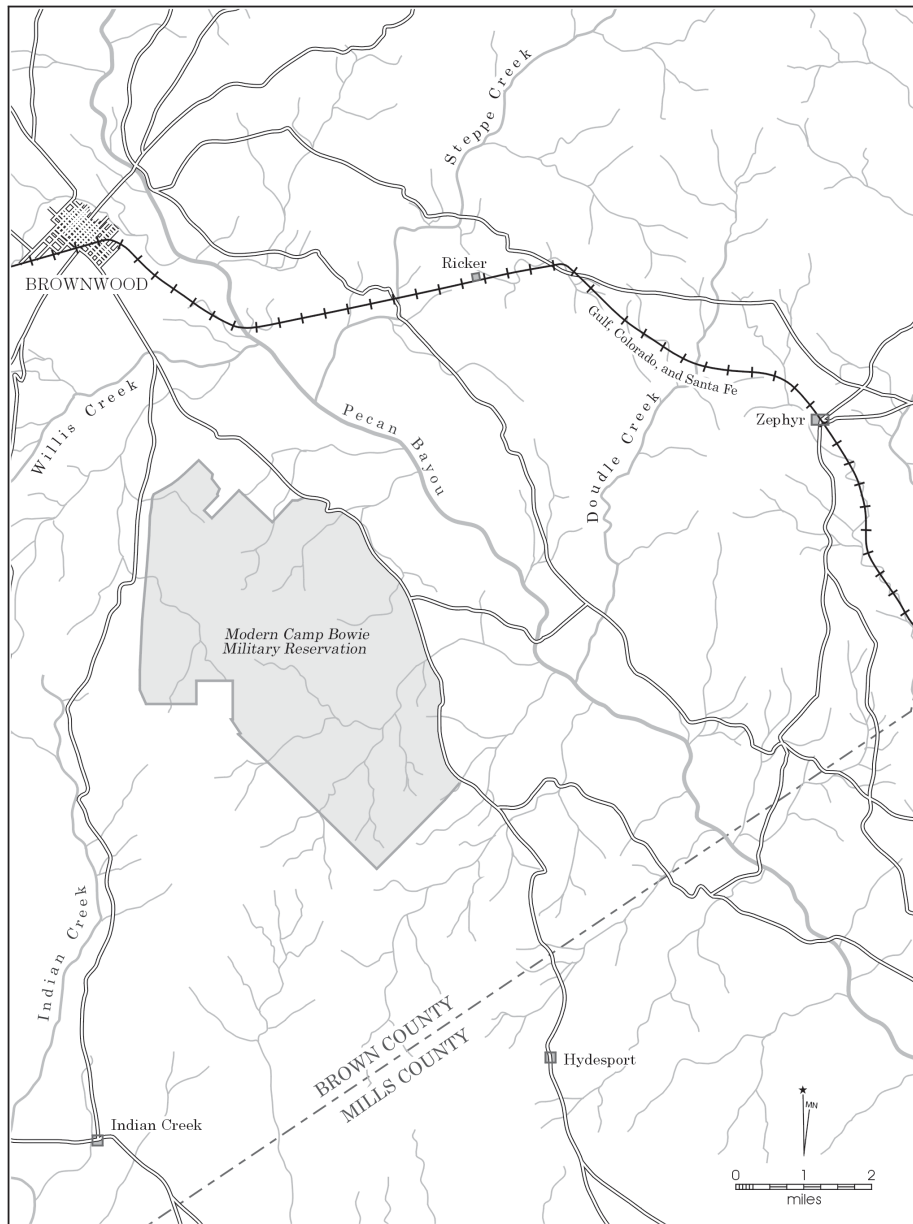 Steppe Creek
Ricker
BROWNWOOD
Gulf, Colorado, and Santa Fe
Willis Creek
Pecan Bayou
Doudle Creek
Zephyr
Modern Camp Bowie
Military Reservation
Indian Creek
BROWN COUNTY
MILLS COUNTY
Hydesport
Indian Creek
MN
0 1 2
miles